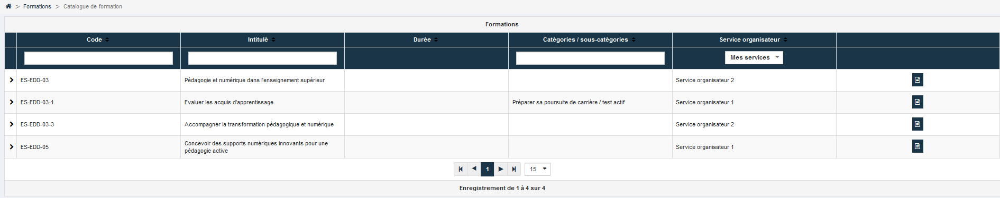 > Formations > Catalogue de formation
Formations
Code Intitulé Durée Catégories / sous-catégories Service organisateur
Mes services
ES-EDD-03 Pédagogie et numérique dans l'enseignement supérieur Service organisateur 2
ES-EDD-03-1 Evaluer les acquis d'apprentissage Préparer sa poursuite de carrière / test actif Service organisateur 1
ES-EDD-03-3 Accompagner la transformation pédagogique et numérique Service organisateur 2
ES-EDD-05 Concevoir des supports numériques innovants pour une
pédagogie active Service organisateur 1
1 15
Enregistrement de 1 à 4 sur 4